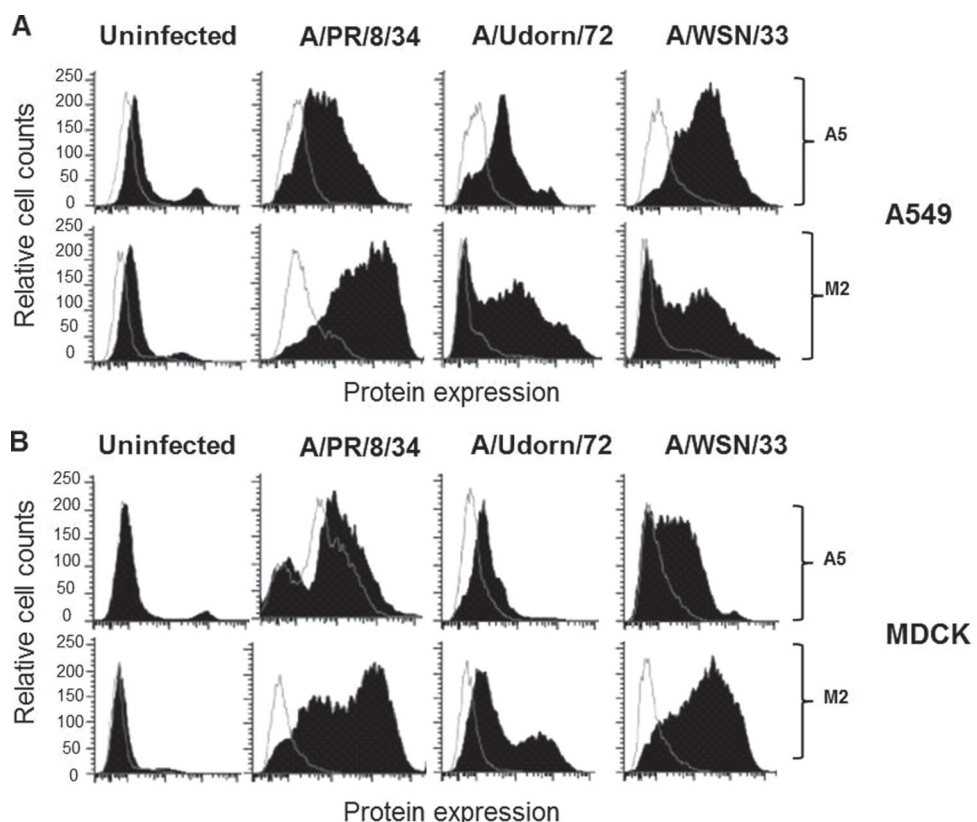 A
Uninfected A/PR/8/34 A/Udorn/72 A/WSN/33
Relative cell counts
250
200
150
100
50
0
A5
250
200
150
100
50
0
M2
A549
Protein expression
B
Uninfected A/PR/8/34 A/Udorn/72 A/WSN/33
Relative cell counts
250
200
150
100
50
0
A5
250
200
150
100
50
0
M2
MDCK
Protein expression